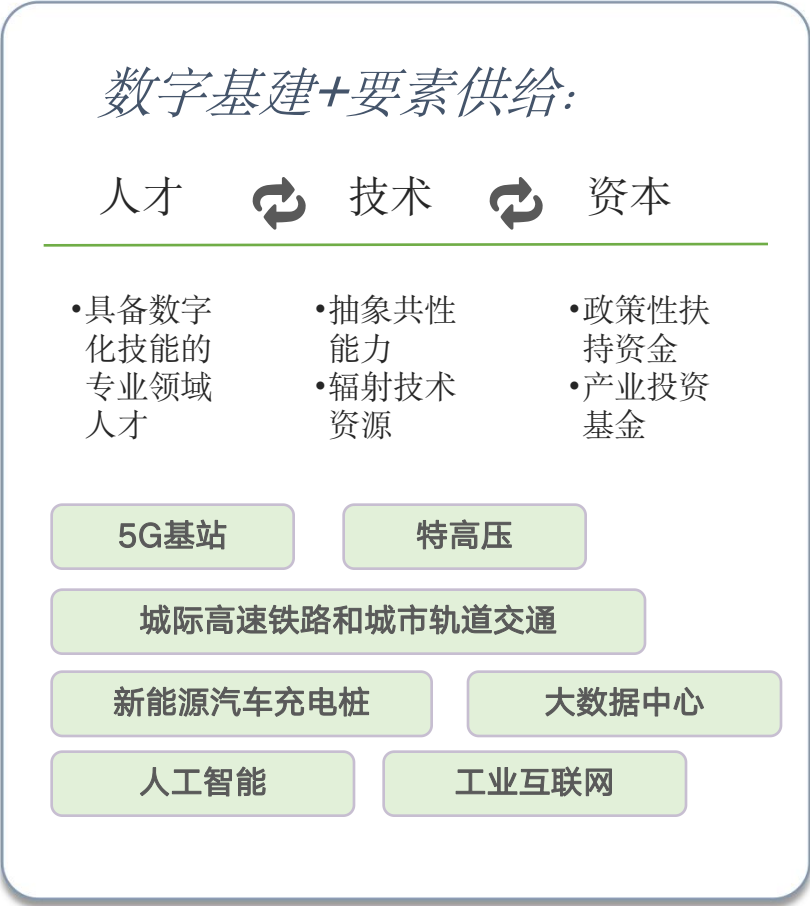 数字基建+要素供给:
人才 技术 资本
•具备数字
化技能的
专业领域
人才
•抽象共性
能力
•辐射技术
资源
•政策性扶
持资金
•产业投资
基金
5G基站 特高压
城际高速铁路和城市轨道交通
新能源汽车充电桩 大数据中心
人工智能 工业互联网